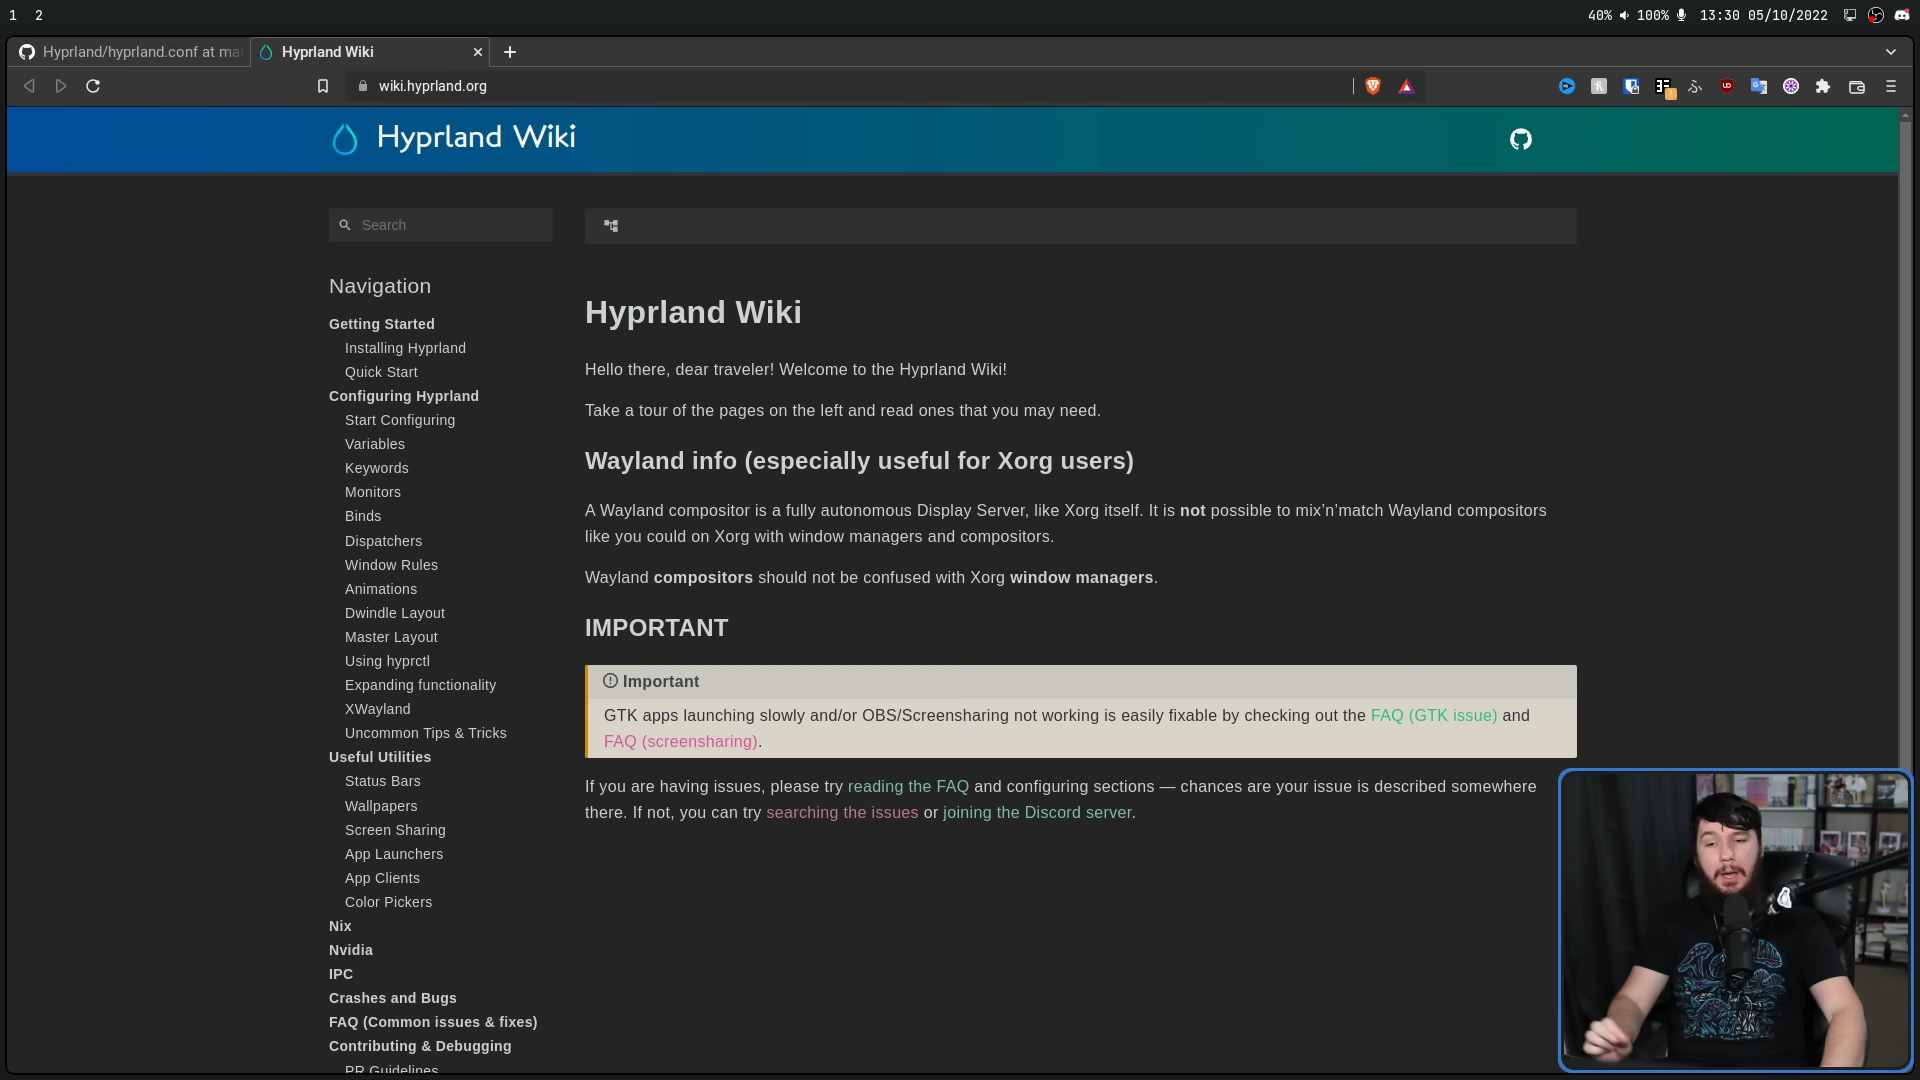 1 2
40% 100% 13:30 05/10/2022
Hyprland/hyprland.conf at mai
Hyprland Wiki
wiki.hyprland.org
Hyprland Wiki
Search
Navigation
Getting Started
Installing Hyprland
Quick Start
Configuring Hyprland
Start Configuring
Variables
Keywords
Monitors
Binds
Dispatchers
Window Rules
Animations
Dwindle Layout
Master Layout
Using hyprctl
Expanding functionality
XWayland
Uncommon Tips & Tricks
Useful Utilities
Status Bars
Wallpapers
Screen Sharing
App Launchers
App Clients
Color Pickers
Nix
Nvidia
IPC
Crashes and Bugs
FAQ (Common issues & fixes)
Contributing & Debugging
PR Guidelines
Hyprland Wiki
Hello there, dear traveler! Welcome to the Hyprland Wiki!
Take a tour of the pages on the left and read ones that you may need.
Wayland info (especially useful for Xorg users)
A Wayland compositor is a fully autonomous Display Server, like Xorg itself. It is not possible to mix’n’match Wayland compositors
like you could on Xorg with window managers and compositors.
Wayland compositors should not be confused with Xorg window managers.
IMPORTANT
Important
GTK apps launching slowly and/or OBS/Screensharing not working is easily fixable by checking out the FAQ (GTK issue) and
FAQ (screensharing).
If you are having issues, please try reading the FAQ and configuring sections — chances are your issue is described somewhere
there. If not, you can try searching the issues or joining the Discord server.